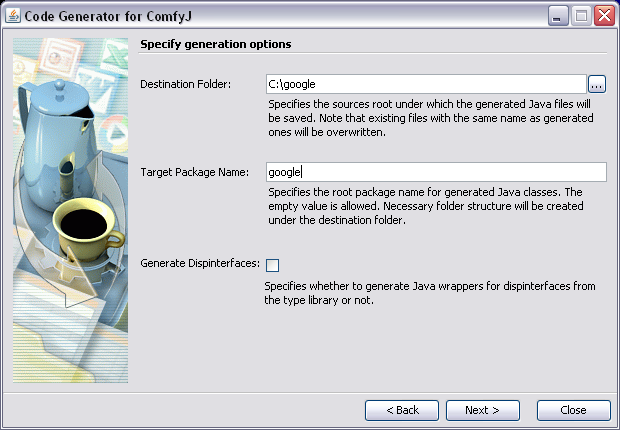 Code Generator for ComfyJ
Specify generation options
Destination Folder:
C:\google
...
Specifies the sources root under which the generated Java files will
be saved. Note that existing files with the same name as generated
ones will be overwritten.
Target Package Name:
google
Specifies the root package name for generated Java classes. The
empty value is allowed. Necessary folder structure will be created
under the destination folder.
Generate Dispinterfaces:
Specifies whether to generate Java wrappers for dispinterfaces from
the type library or not.
< Back
Next >
Close